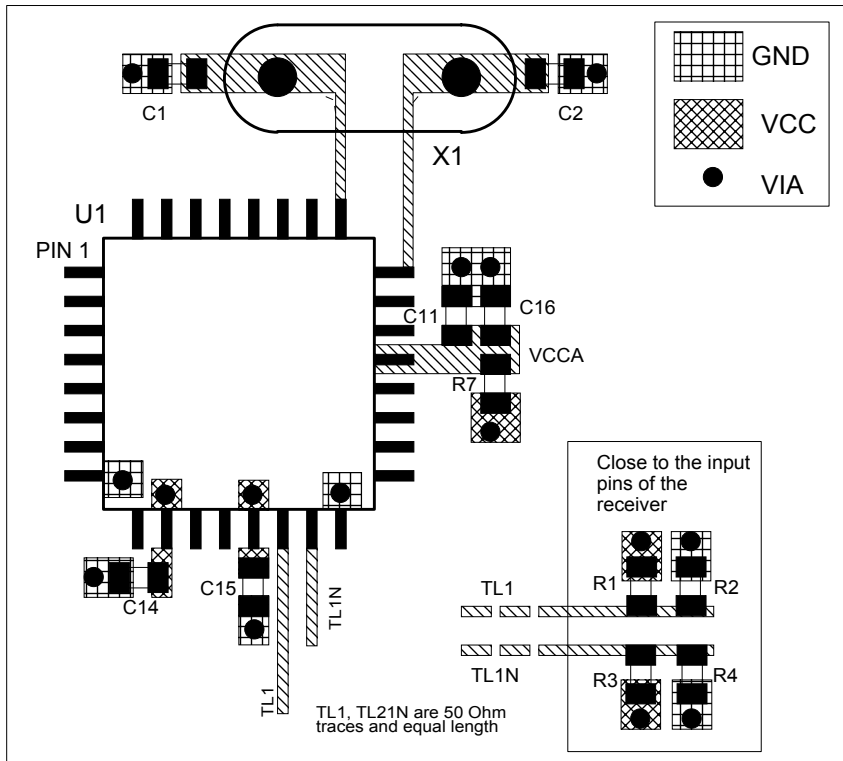 GND
VCC
VIA
C1
C2
X1
U1
PIN 1
C11
C16
VCCA
R7
Close to the input
pins of the
receiver
C14
C15
TL1
TL1N
TL1
TL1N
R1
R2
R3
R4
TL1, TL21N are 50 Ohm
traces and equal length